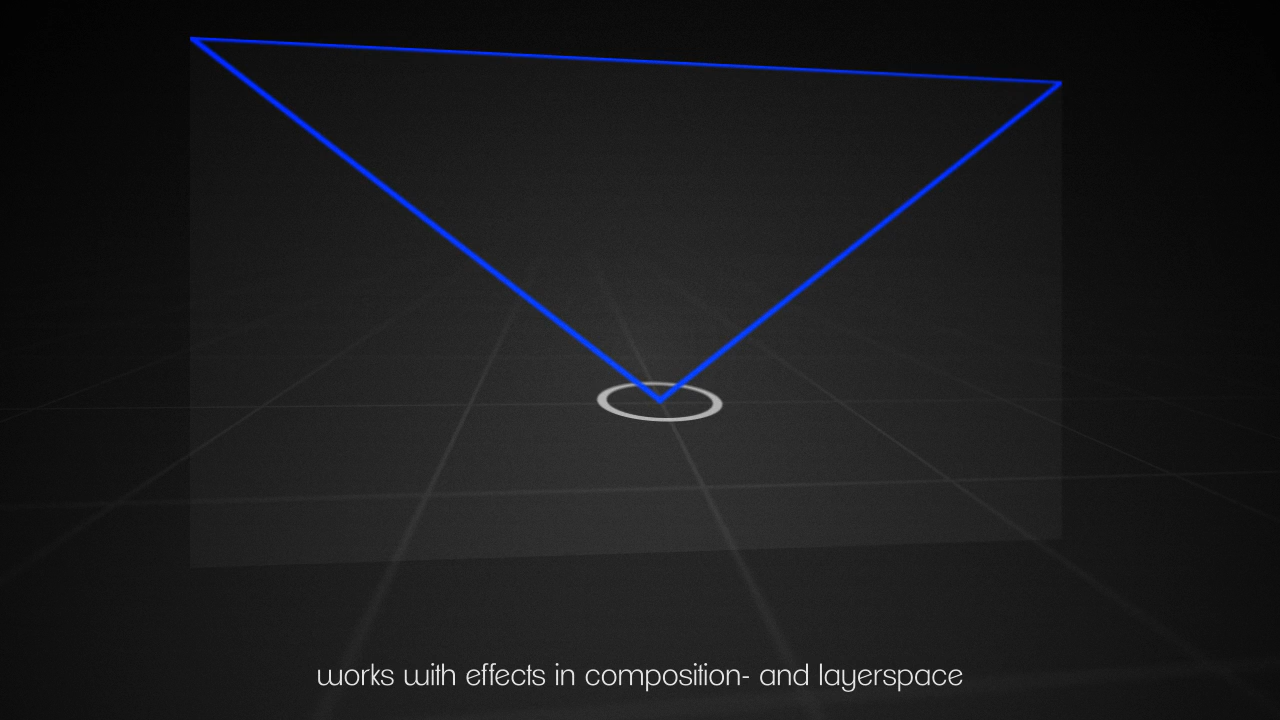 works with effects in composition- and layerspace